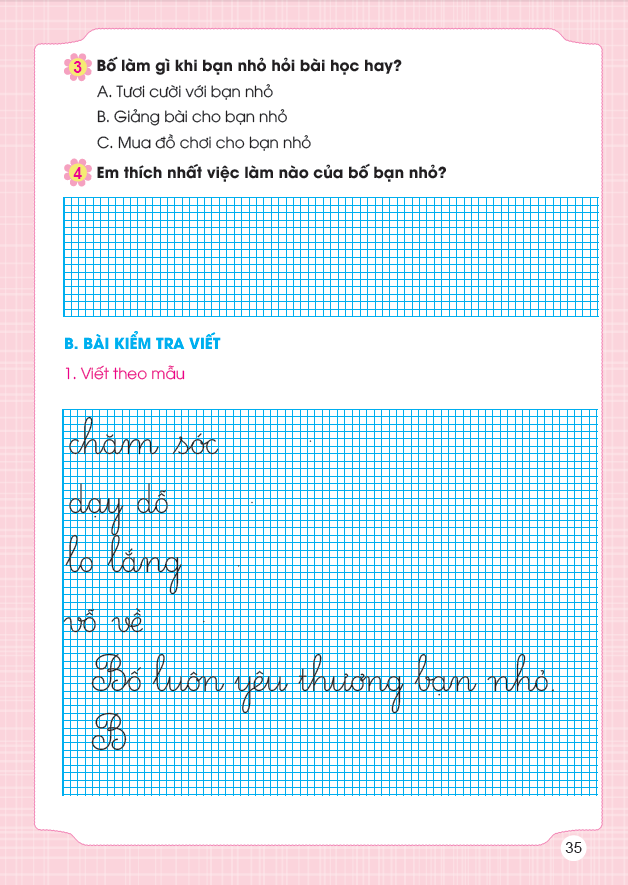 3 Bố làm gì khi bạn nhỏ hỏi bài học hay?
A. Tươi cười với bạn nhỏ
B. Giảng bài cho bạn nhỏ
C. Mua đồ chơi cho bạn nhỏ
4 Em thích nhất việc làm nào của bố bạn nhỏ?
B. BÀI KIỂM TRA VIẾT
1. Viết theo mẫu
chăm sóc
dạy dỗ
lo lắng
vỗ về
Bố luôn yêu thương bạn nhỏ.
B
35